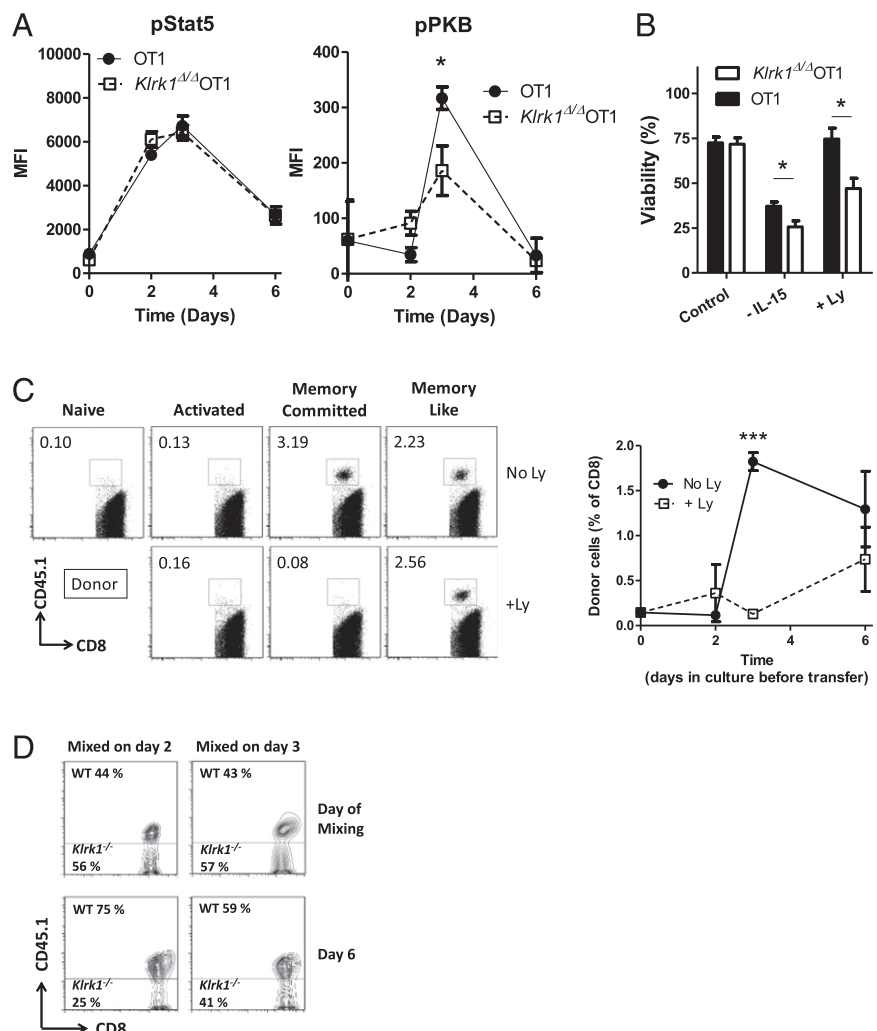 A
pStat5
10000
8000
6000
4000
2000
0
MFI
OT1
Klrk1Δ/ΔOT1
0 2 4 6
Time (Days)
pPKB
400
300
200
100
0
MFI
*
OT1
Klrk1Δ/ΔOT1
0 2 4 6
Time (Days)
B
Klrk1Δ/ΔOT1
OT1
100
75
50
25
0
Viability (%)
*
*
Control
- IL-15
+ Ly
C
Naive
Activated
Memory Committed
Memory Like
0.10
0.13
3.19
2.23
No Ly
0.16
0.08
2.56
+Ly
Donor
CD45.1
CD8
2.0
1.5
1.0
0.5
0.0
Donor cells (% of CD8)
***
No Ly
+ Ly
0 2 4 6
Time
(days in culture before transfer)
D
Mixed on day 2
Mixed on day 3
WT 44 %
Klrk1-/-
56 %
WT 43 %
Klrk1-/-
57 %
Day of
Mixing
WT 75 %
Klrk1-/-
25 %
WT 59 %
Klrk1-/-
41 %
Day 6
CD45.1
CD8